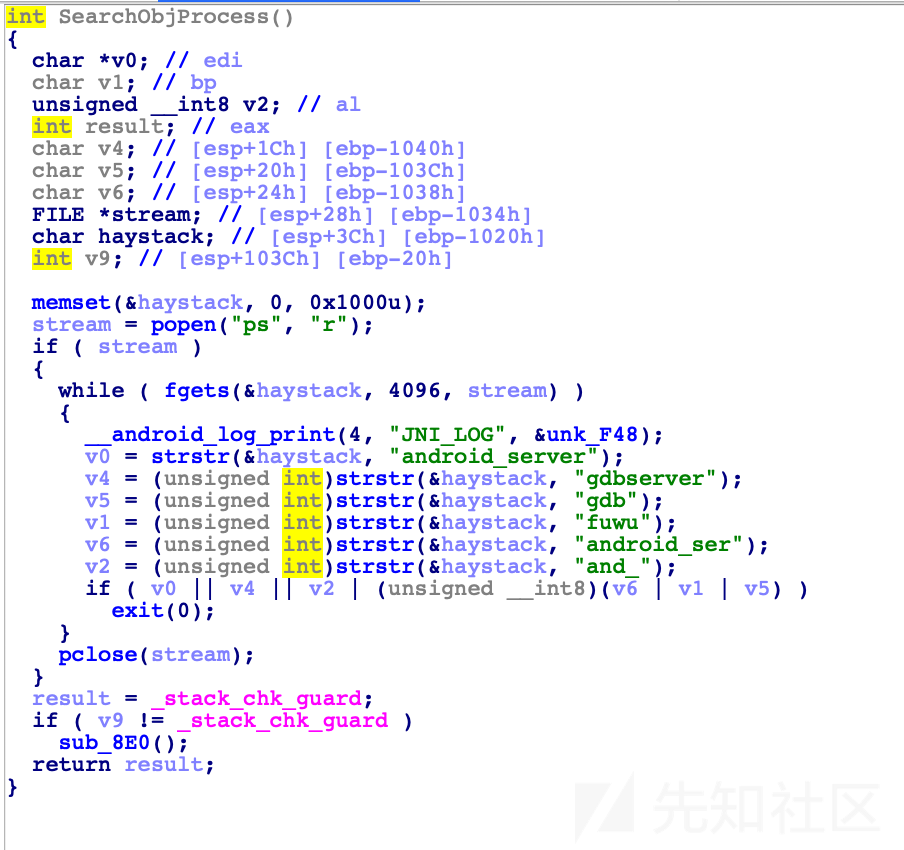 int SearchObjProcess()
{
  char *v0; // edi
  char v1; // bp
  unsigned __int8 v2; // al
  int result; // eax
  char v4; // [esp+1Ch] [ebp-1040h]
  char v5; // [esp+20h] [ebp-103Ch]
  char v6; // [esp+24h] [ebp-1038h]
  FILE *stream; // [esp+28h] [ebp-1034h]
  char haystack; // [esp+3Ch] [ebp-1020h]
  int v9; // [esp+103Ch] [ebp-20h]

  memset(&haystack, 0, 0x1000u);
  stream = popen("ps", "r");
  if ( stream )
  {
    while ( fgets(&haystack, 4096, stream) )
    {
      __android_log_print(4, "JNI_LOG", &unk_F48);
      v0 = strstr(&haystack, "android_server");
      v4 = (unsigned int)strstr(&haystack, "gdbserver");
      v5 = (unsigned int)strstr(&haystack, "gdb");
      v1 = (unsigned int)strstr(&haystack, "fuwu");
      v6 = (unsigned int)strstr(&haystack, "android_ser");
      v2 = (unsigned int)strstr(&haystack, "and_");
      if ( v0 || v4 || v2 | (unsigned __int8)(v6 | v1 | v5) )
        exit(0);
    }
    pclose(stream);
  }
  result = _stack_chk_guard;
  if ( v9 != _stack_chk_guard )
    sub_8E0();
  return result;
}
先知社区